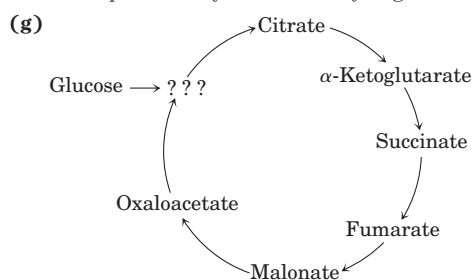 (g)
Citrate
Glucose → ? ? ?
α-Ketoglutarate
Succinate
Oxaloacetate
Fumarate
Malonate